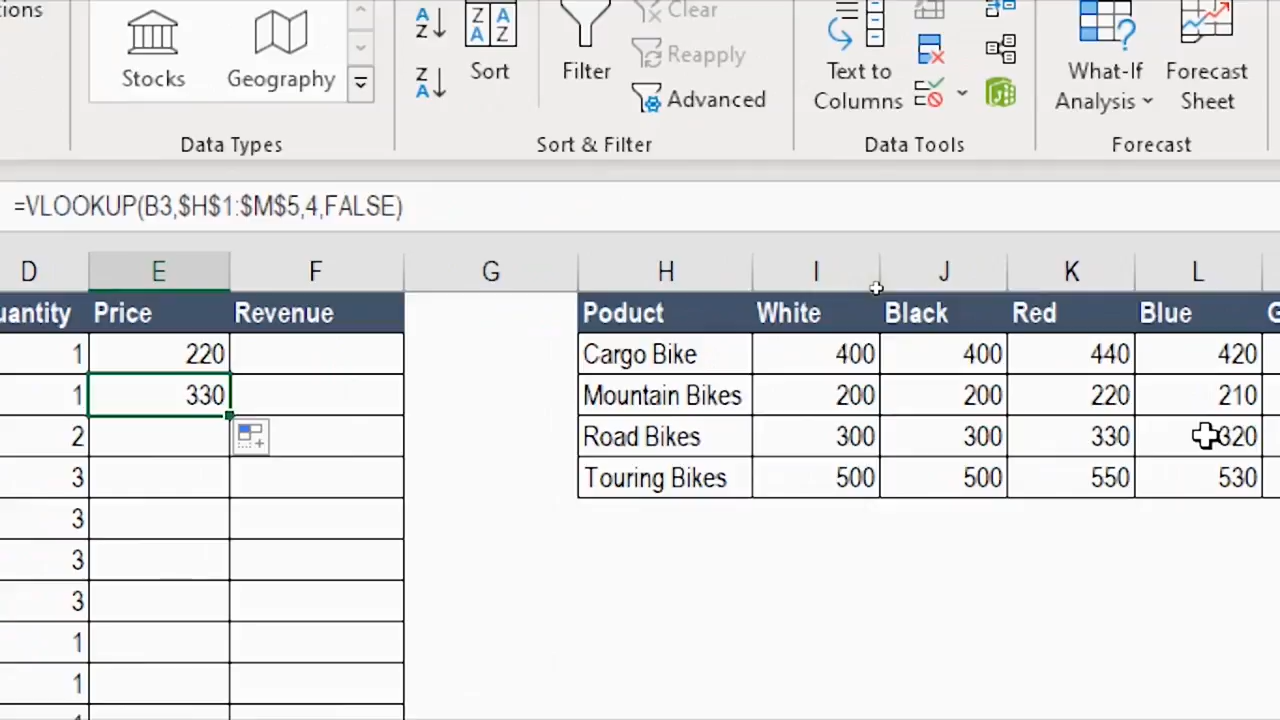 Clear
Reapply
Advanced
Stocks
Geography
Sort
Filter
Text to
Columns
What-If
Analysis
Forecast
Sheet
Data Types
Sort & Filter
Data Tools
Forecast
=VLOOKUP(B3,$H$1:$M$5,4,FALSE)
D E F G H I J K L
Price Revenue Poduct White Black Red Blue
1 220 Cargo Bike 400 400 440 420
1 330 Mountain Bikes 200 200 220 210
2 Road Bikes 300 300 330 320
3 Touring Bikes 500 500 550 530
3
3
3
1
1